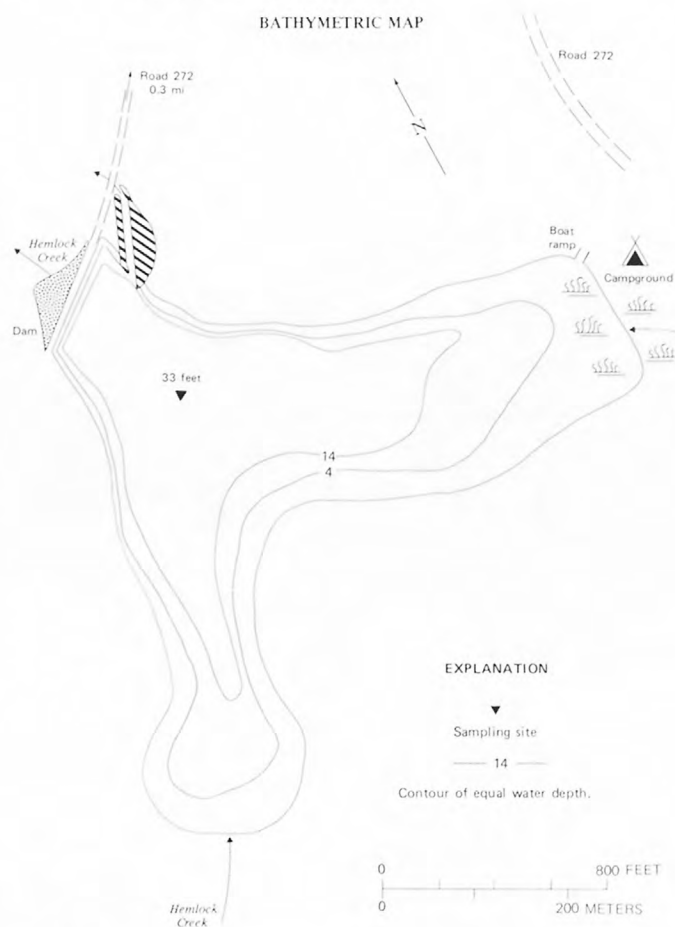 BATHYMETRIC MAP
Road 272
Road 272
0.3 mi
N
Hemlock
Creek
Boat
ramp
Campground
Dam
33 feet
14
4
EXPLANATION
Sampling site
14
Contour of equal water depth.
0 800 FEET
0 200 METERS
Hemlock
Creek